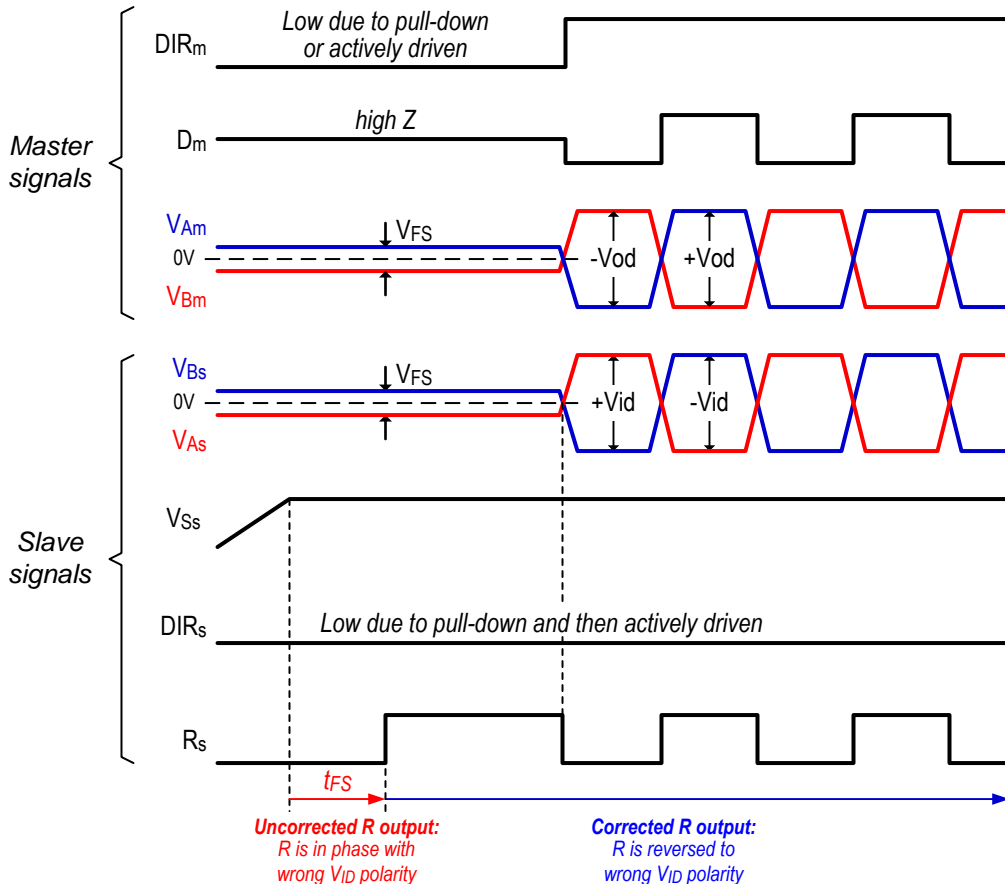 Low due to pull-down
or actively driven
DIRm
high Z
Dm
Master
signals
VAm
VFS
0V
-Vod
+Vod
VBm
VBs
VFS
0V
+Vid
-Vid
VAs
VSs
Slave
signals
Low due to pull-down and then actively driven
DIRs
Rs
tFS
Uncorrected R output:
R is in phase with
wrong VID polarity
Corrected R output:
R is reversed to
wrong VID polarity